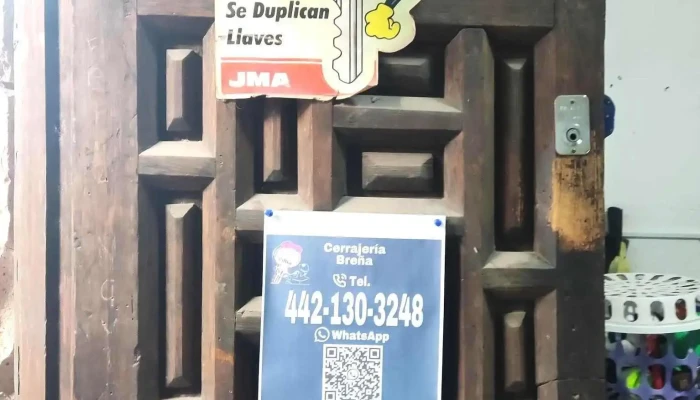 Se Duplican
Llaves
JMA
Cerrajería
Breña
Tel.
442-130-3248
WhatsApp